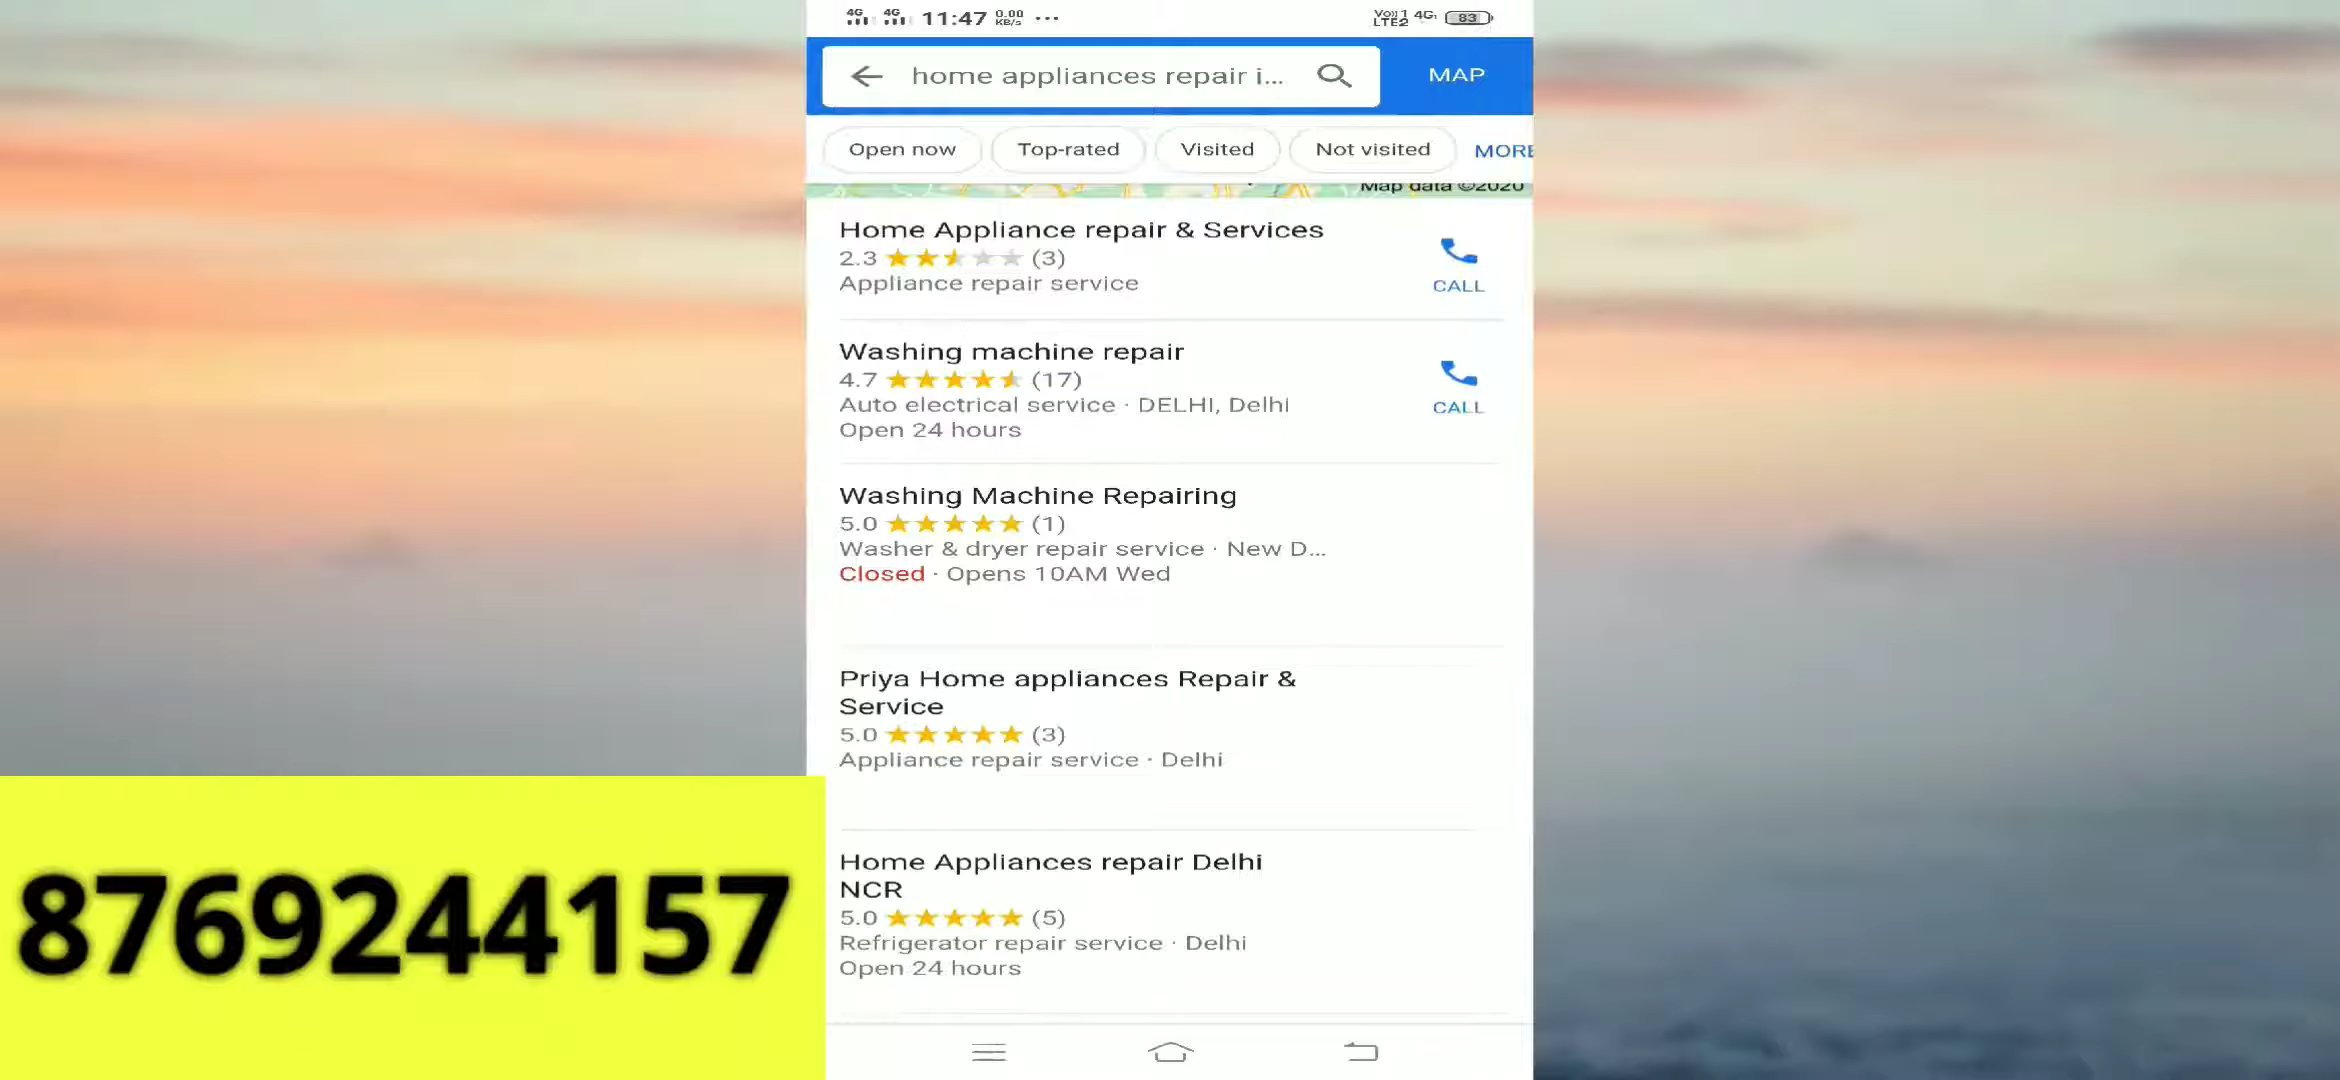 4G 4G 11:47 0.00 KB/s ... Vo)) 1 LTE2 4G 83
home appliances repair i... MAP
Open now Top-rated Visited Not visited MORE
Map data ©2020
Home Appliance repair & Services
2.3 (3)
Appliance repair service
CALL
Washing machine repair
4.7 (17)
Auto electrical service · DELHI, Delhi
CALL
Open 24 hours
Washing Machine Repairing
5.0 (1)
Washer & dryer repair service · New D...
Closed · Opens 10AM Wed
Priya Home appliances Repair &
Service
5.0 (3)
Appliance repair service · Delhi
Home Appliances repair Delhi
NCR
5.0 (5)
Refrigerator repair service · Delhi
Open 24 hours
8769244157